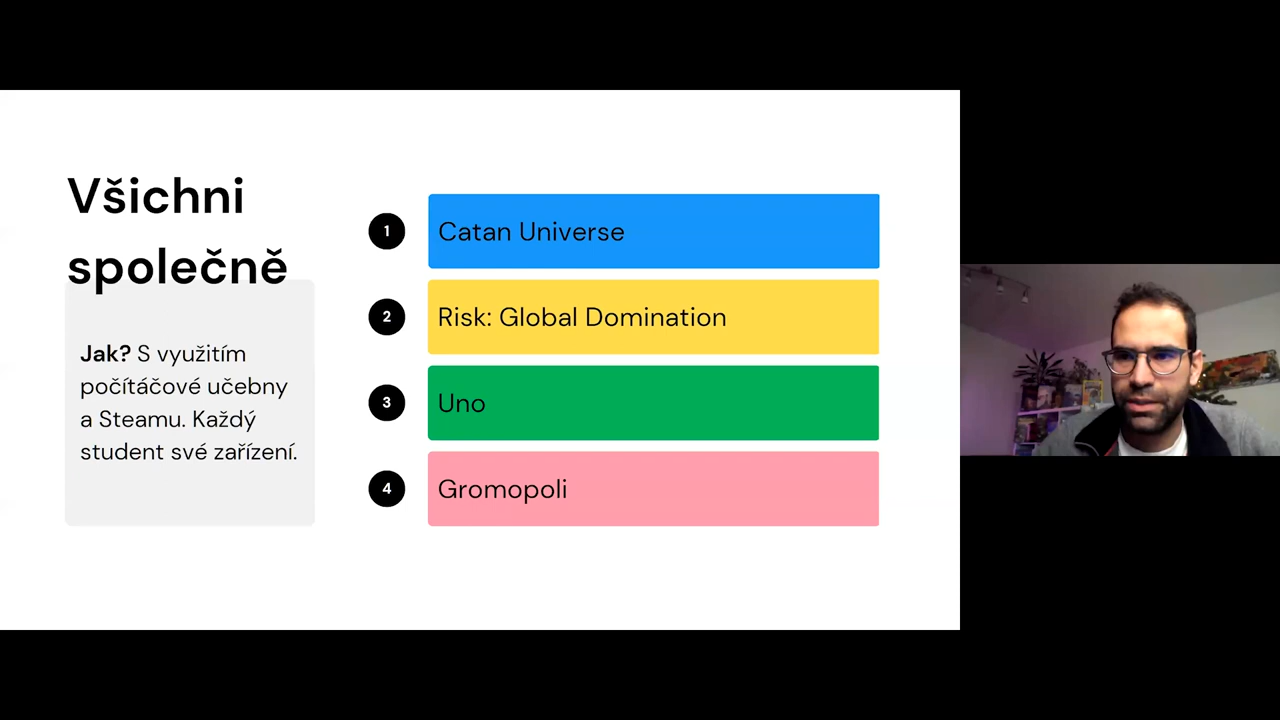 Všichni
společně
Jak? S využitím
počítáčové učebny
a Steamu. Každý
student své zařízení.
1
Catan Universe
2
Risk: Global Domination
3
Uno
4
Gromopoli